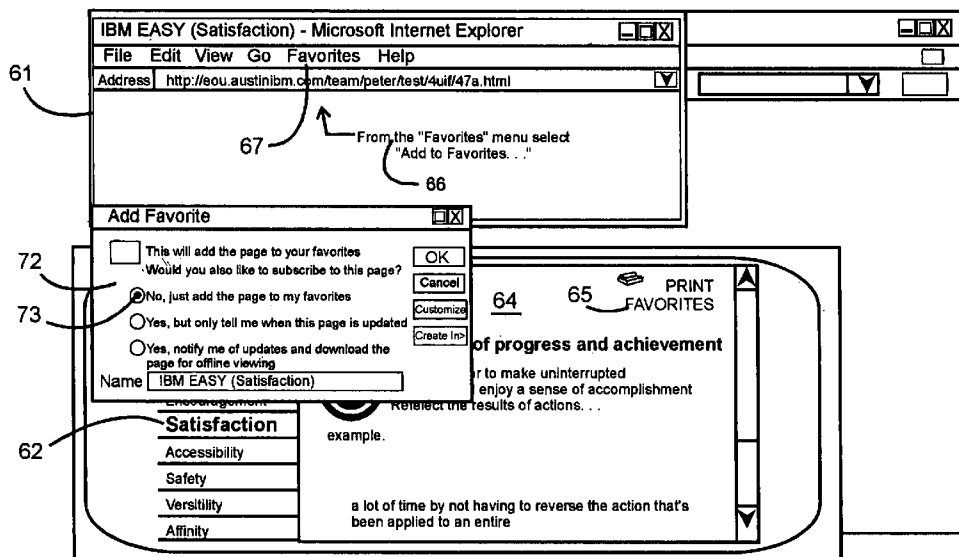 IBM EASY (Satisfaction) - Microsoft Internet Explorer
File Edit View Go Favorites Help
61
Address http://eou.austinibm.com/team/peter/test/4uif/47a.html
67
From the "Favorites" menu select
"Add to Favorites. . ."
66
Add Favorite
This will add the page to your favorites
Would you also like to subscribe to this page?
72
73
No, just add the page to my favorites
Yes, but only tell me when this page is updated
Yes, notify me of updates and download the
page for offline viewing
Name IBM EASY (Satisfaction)
OK
Cancel
Customize
Create In>
64
65
PRINT
FAVORITES
of progress and achievement
to make uninterrupted
enjoy a sense of accomplishment
Refelect the results of actions. . .
example.
Encouragement
62
Satisfaction
Accessibility
Safety
Verstility
Affinity
a lot of time by not having to reverse the action that's
been applied to an entire